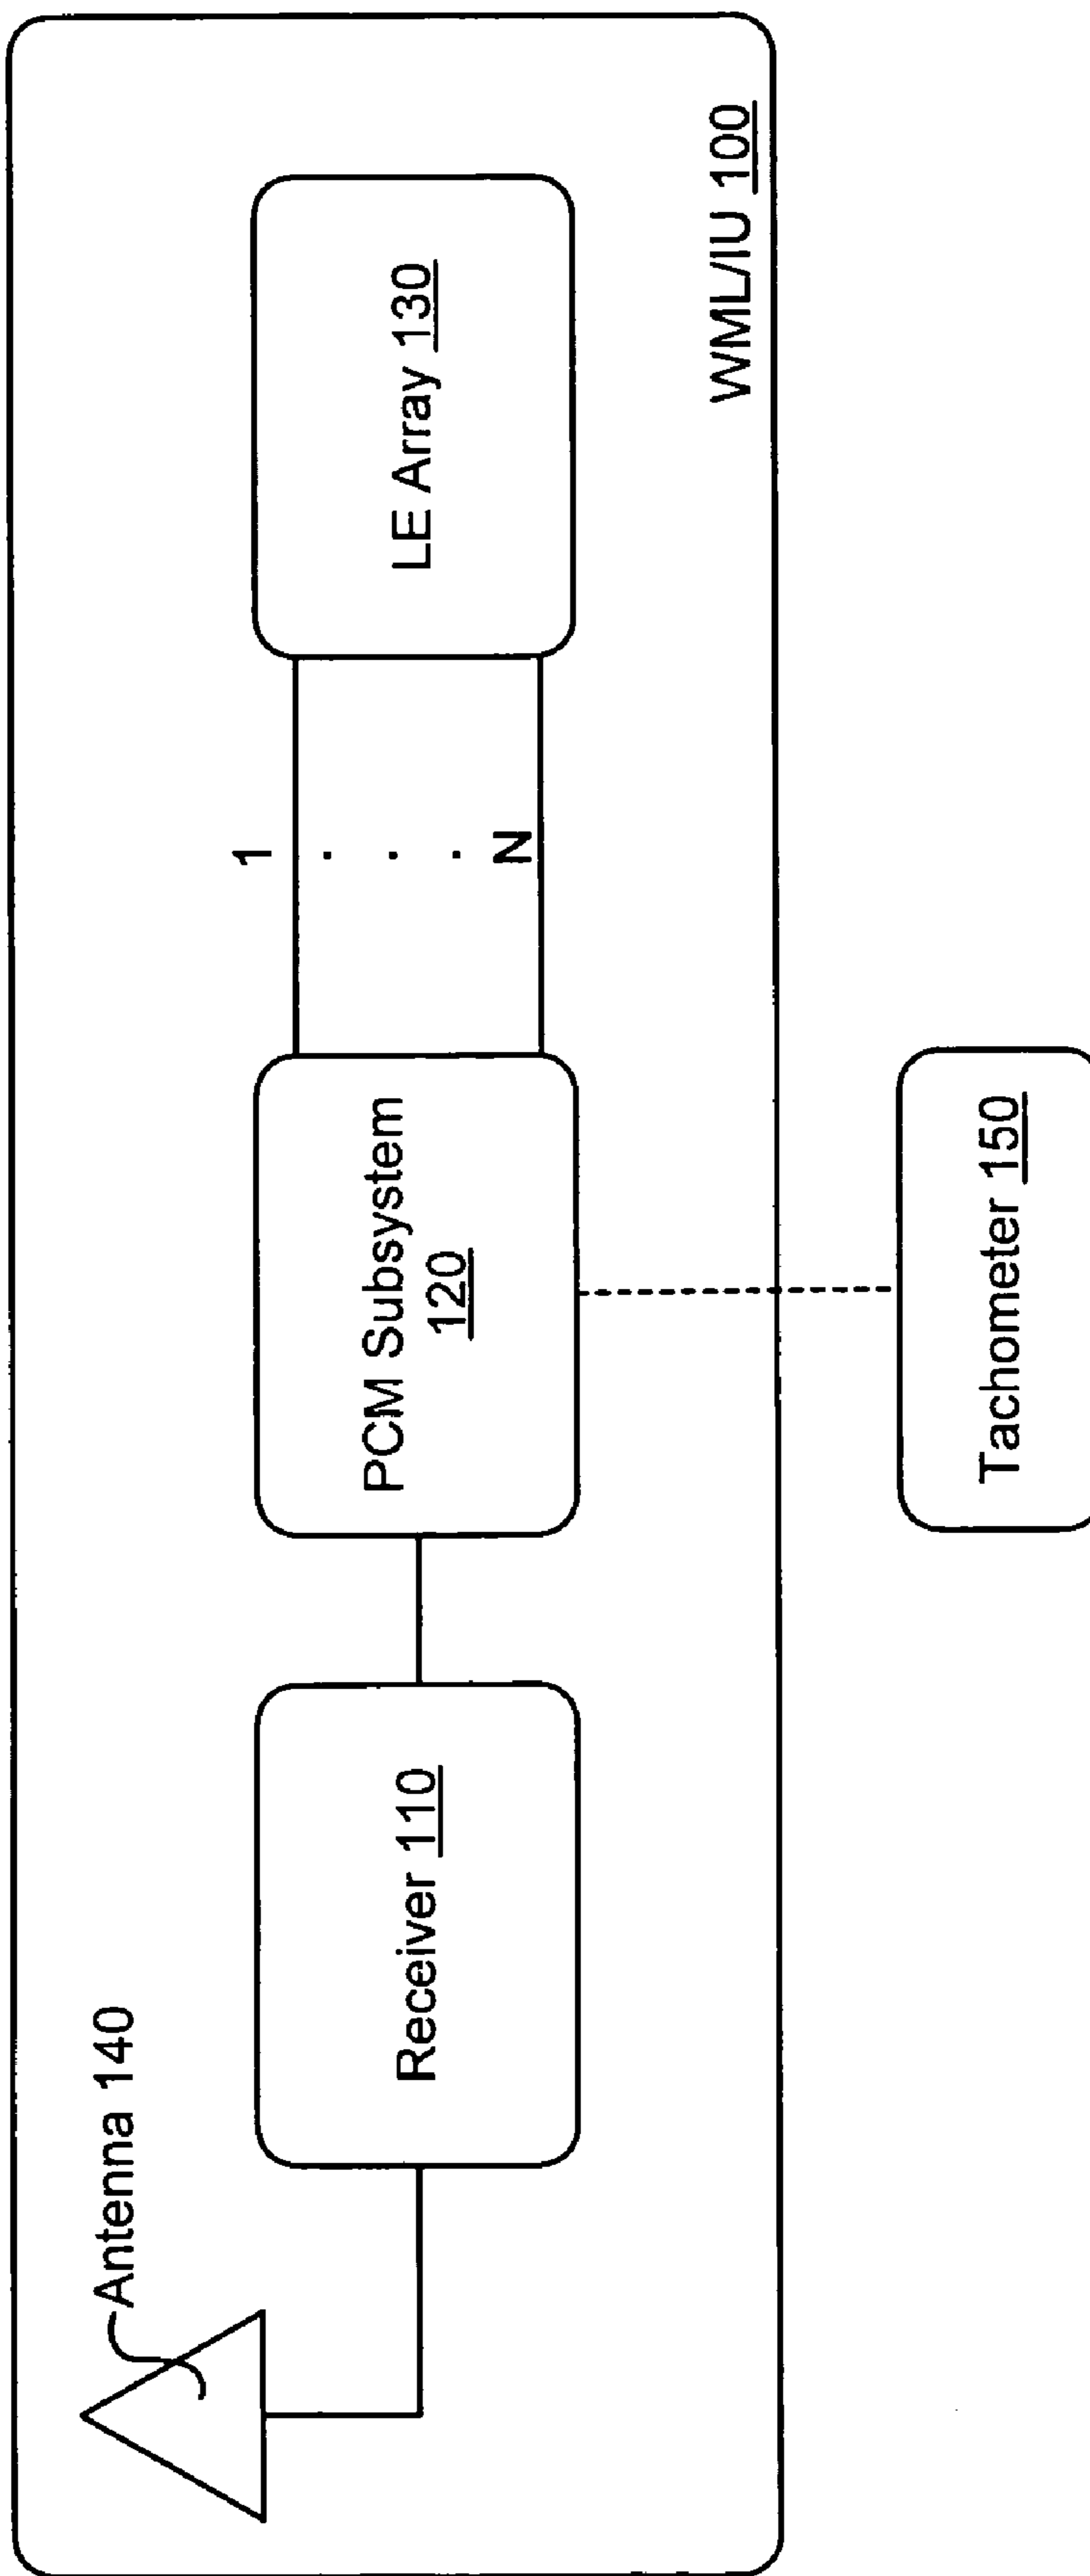 Antenna 140
Receiver 110
PCM Subsystem
120
1
.
.
.
N
LE Array 130
WML/IU 100
Tachometer 150